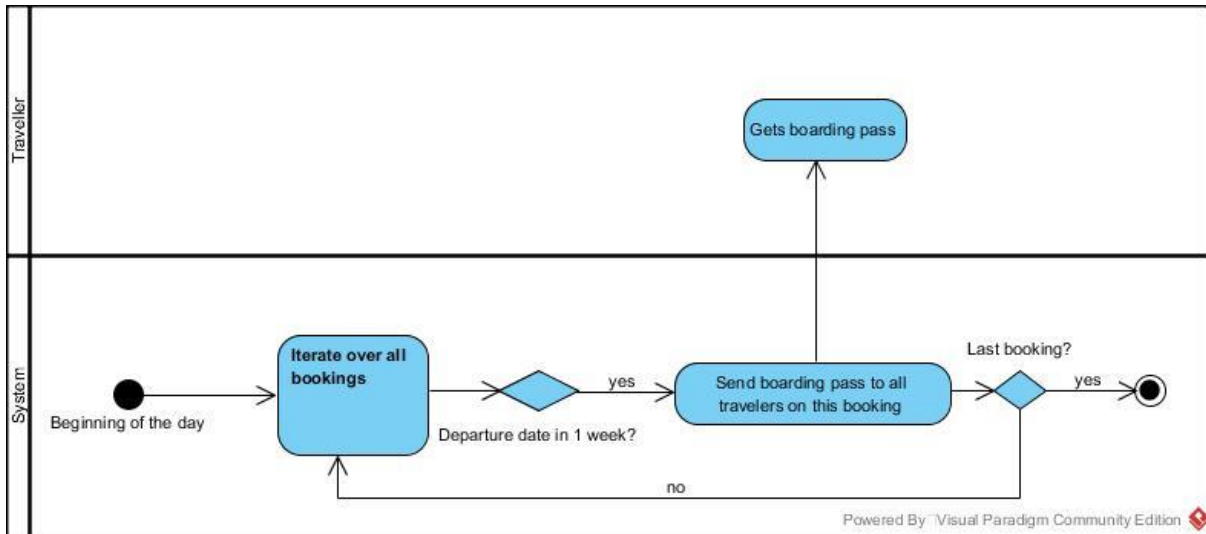 Traveller
Gets boarding pass
System
Beginning of the day
Iterate over all
bookings
Departure date in 1 week?
yes
Send boarding pass to all
travelers on this booking
Last booking?
yes
no
Powered By Visual Paradigm Community Edition